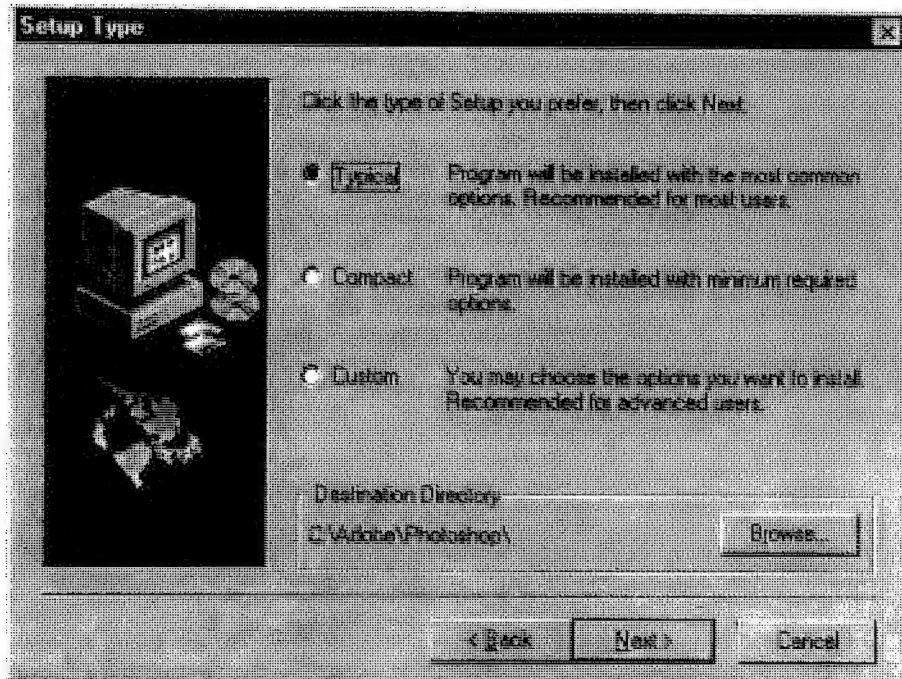 Setup Type
Click the type of Setup you prefer, then click Next.
Typical
Program will be installed with the most common
options. Recommended for most users.
Compact
Program will be installed with minimum required
options.
Custom
You may choose the options you want to install.
Recommended for advanced users.
Destination Directory
C:\Adobe\Photoshop\
Browse...
< Back
Next >
Cancel